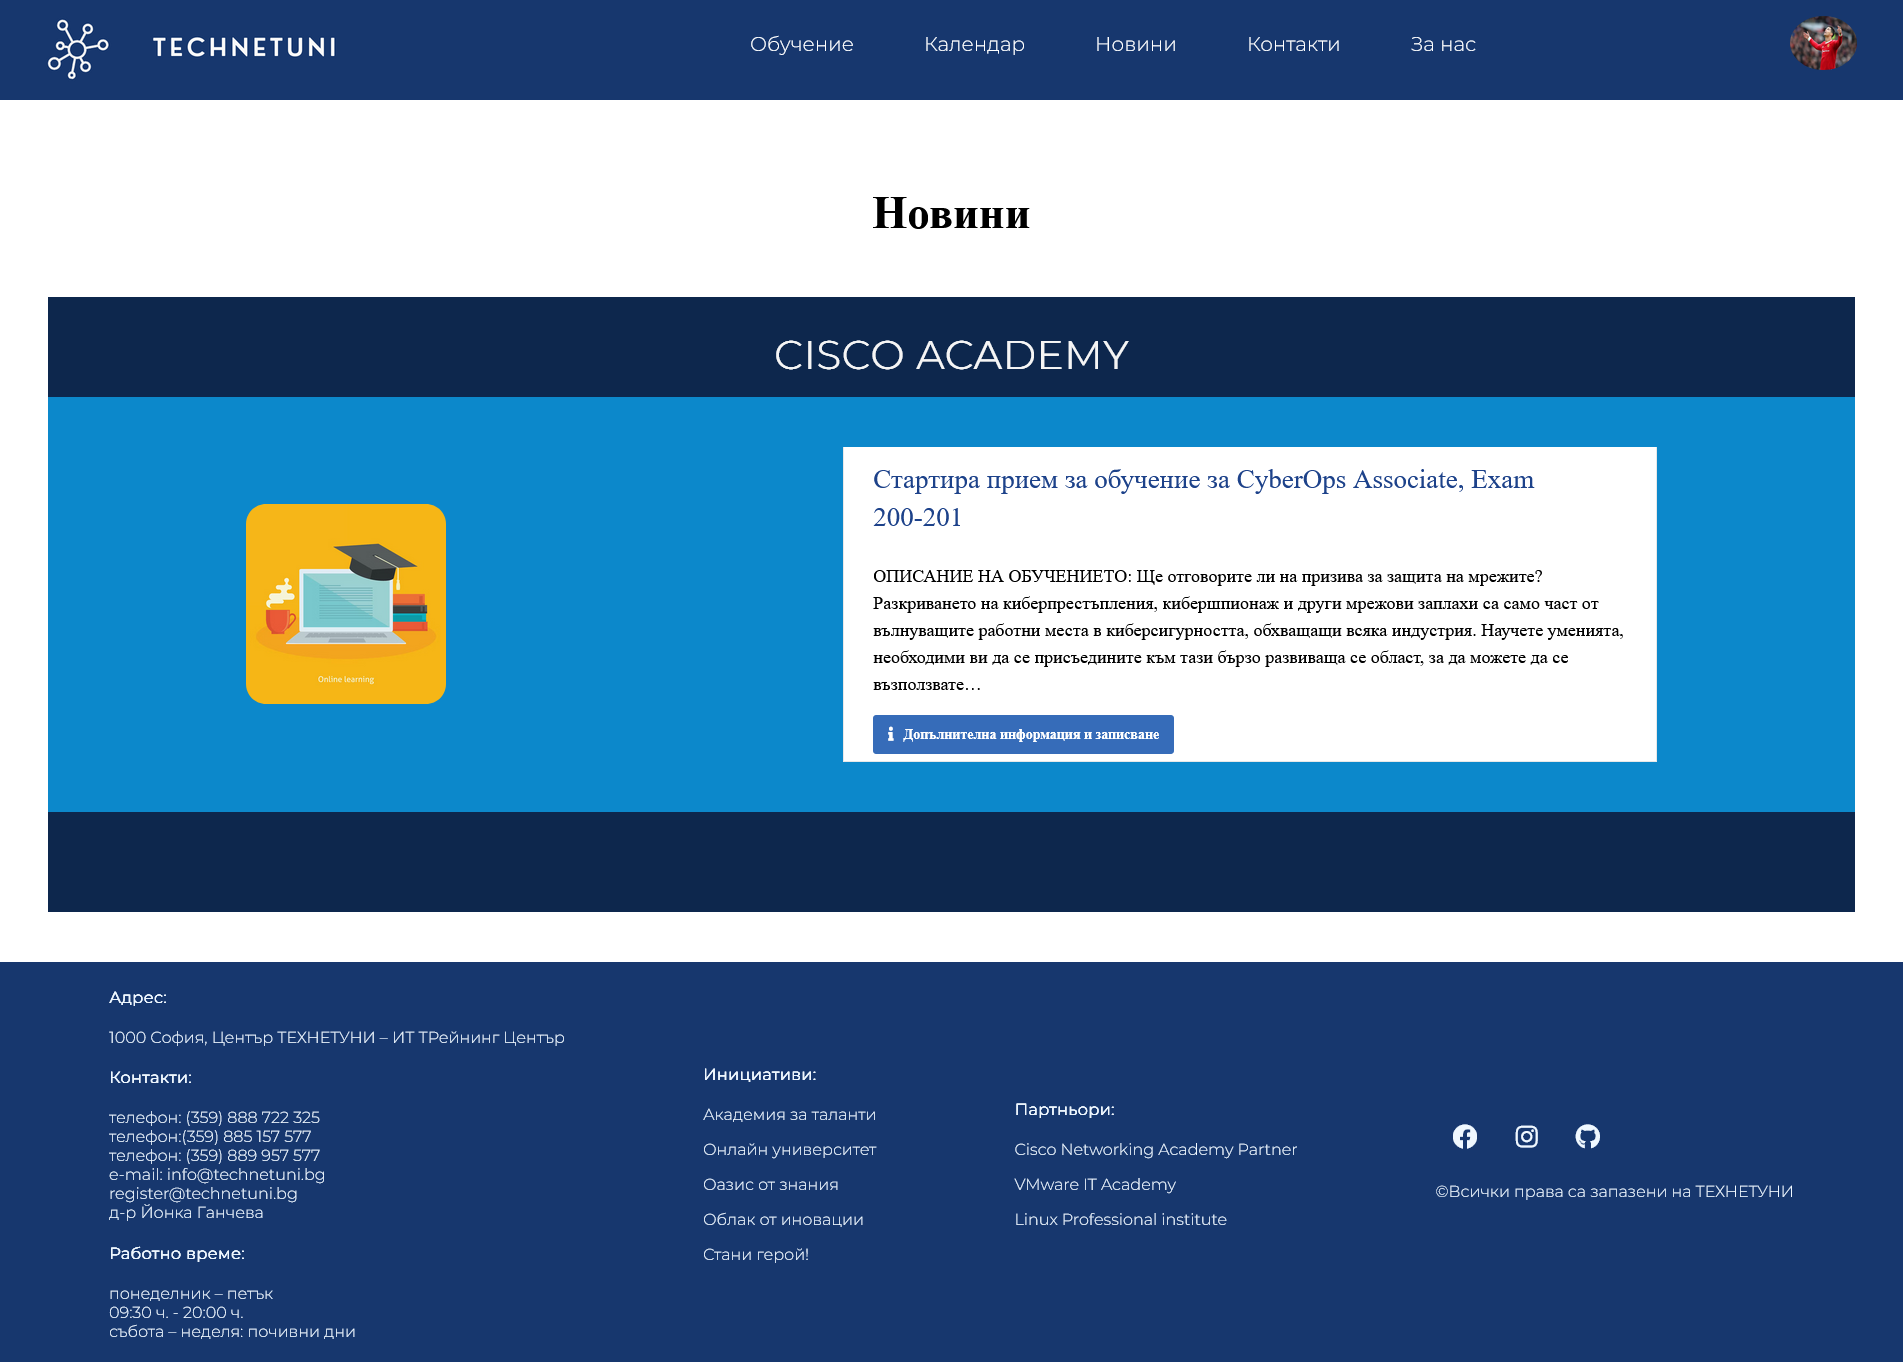 TECHNETUNI
Обучение
Календар
Новини
Контакти
За нас
Новини
CISCO ACADEMY
Стартира прием за обучение за CyberOps Associate, Exam
200-201
ОПИСАНИЕ НА ОБУЧЕНИЕТО: Ще отговорите ли на призива за защита на мрежите?
Разкриването на киберпрестъпления, кибершпионаж и други мрежови заплахи са само част от
вълнуващите работни места в киберсигурността, обхващащи всяка индустрия. Научете уменията,
необходими ви да се присъедините към тази бързо развиваща се област, за да можете да се
възползвате…
Допълнителна информация и записване
Online learning
Адрес:
1000 София, Център ТЕХНЕТУНИ – ИТ ТРейнинг Център
Контакти:
телефон: (359) 888 722 325
телефон:(359) 885 157 577
телефон: (359) 889 957 577
e-mail: info@technetuni.bg
register@technetuni.bg
д-р Йонка Ганчева
Работно време:
понеделник – петък
09:30 ч. - 20:00 ч.
събота – неделя: почивни дни
Инициативи:
Академия за таланти
Онлайн университет
Оазис от знания
Облак от иновации
Стани герой!
Партньори:
Cisco Networking Academy Partner
VMware IT Academy
Linux Professional institute
©Всички права са запазени на ТЕХНЕТУНИ